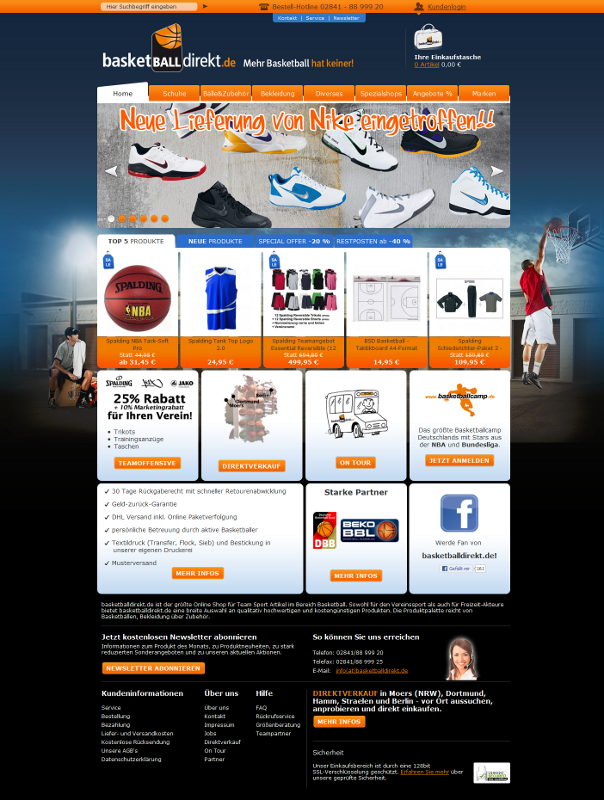 Hier Suchbegriff eingeben
Bestell-Hotline 02841 - 88 999 20
Kundenlogin
Kontakt | Service | Newsletter
basketBALLdirekt.de
Mehr Basketball hat keiner!
Ihre Einkaufstasche
0 Artikel 0,00 €
Home
Schuhe
Bälle&Zubehör
Bekleidung
Diverses
Spezialshops
Angebote %
Marken
Neue Lieferung von Nike eingetroffen!!
TOP 5 PRODUKTE
NEUE PRODUKTE
SPECIAL OFFER -20 %
RESTPOSTEN ab -40 %
SPALDING
NBA
Spalding NBA Tack Soft Pro
Statt 44,95 €
ab 31,45 €
Spalding Tank Top Logo 2.0
24,95 €
Spalding Teamangebot Essential Reversible (12
499,95 €
BSD Basketball - Taktikboard A4-Format
14,95 €
Spalding Schiedsrichter Paket 2 -
109,95 €
SPALDING
JAKO
25% Rabatt
+ 10% Marketingrabatt
für Ihren Verein!
• Trikots
• Trainingsanzüge
• Taschen
TEAMOFFENSIVE
Berlin
Dortmund
Moers
DIREKTVERKAUF
ON TOUR
www.basketballcamp.de
Das größte Basketballcamp
Deutschlands mit Stars aus
der NBA und Bundesliga.
JETZT ANMELDEN
30 Tage Rückgaberecht mit schneller Retourenabwicklung
Geld-zurück-Garantie
DHL Versand inkl. Online Paketverfolgung
persönliche Betreuung durch aktive Basketballer
Textildruck (Transfer, Flock, Sieb) und Bestickung in
unserer eigenen Druckerei
Musterversand
MEHR INFOS
Starke Partner
DBB
BEKO
BBL
MEHR INFOS
f
Werde Fan von
basketballdirekt.de!
Gefällt mir
basketballdirekt.de ist der größte Online Shop für Team Sport Artikel im Bereich Basketball. Sowohl für den Vereinssport als auch für Freizeit-Akteure
bietet basketballdirekt.de eine breite Auswahl an qualitativ hochwertigen und kostengünstigen Produkten. Die Produktpalette reicht von
Basketbällen, Bekleidung über Zubehör.
Jetzt kostenlosen Newsletter abonnieren
Informationen zum Produkt des Monats, zu Produktneuheiten, zu stark
reduzierten Sonderangeboten und zu unseren aktuellen Aktionen.
NEWSLETTER ABONNIEREN
So können Sie uns erreichen
Telefon: 02841/88 999 20
Telefax: 02841/88 999 25
E-Mail: info(at)basketballdirekt.de
Kundeninformationen
Service
Bestellung
Bezahlung
Liefer- und Versandkosten
Kostenlose Rücksendung
Unsere AGB's
Datenschutzerklärung
Über uns
Über uns
Kontakt
Impressum
Jobs
Direktverkauf
On Tour
Partner
Hilfe
FAQ
Rückrufservice
Größenberatung
Teampartner
DIREKTVERKAUF in Moers (NRW), Dortmund,
Hamm, Straelen und Berlin - vor Ort aussuchen,
anprobieren und direkt einkaufen.
MEHR INFOS
Sicherheit
Unser Einkaufsbereich ist durch eine 128bit
SSL-Verschlüsselung geschützt. Erfahren Sie mehr über
unsere geprüfte Sicherheit.